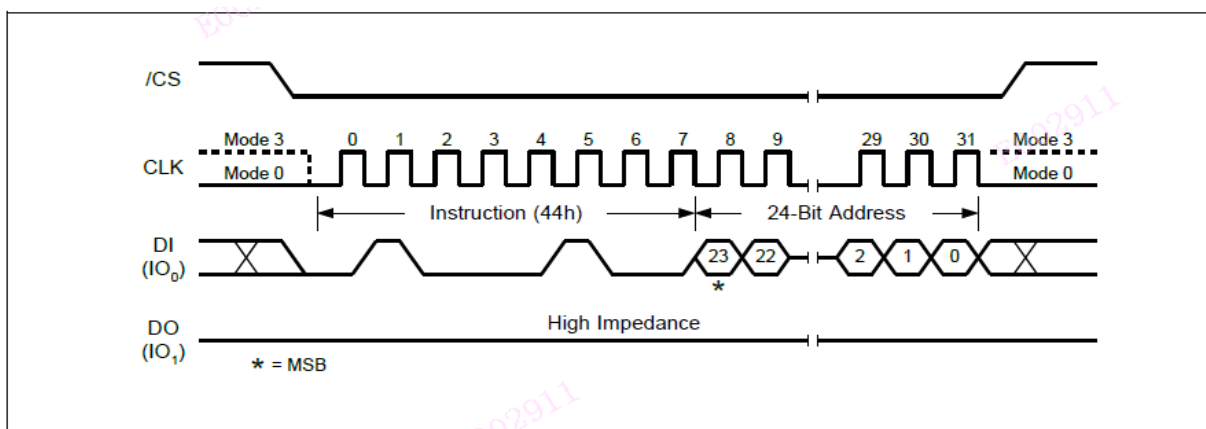 /CS
Mode 3 0 1 2 3 4 5 6 7 8 9 29 30 31 Mode 3
CLK
Mode 0 Mode 0
Instruction (44h) 24-Bit Address
DI
(IO0)
23 22 2 1 0
*
High Impedance
DO
(IO1)
* = MSB